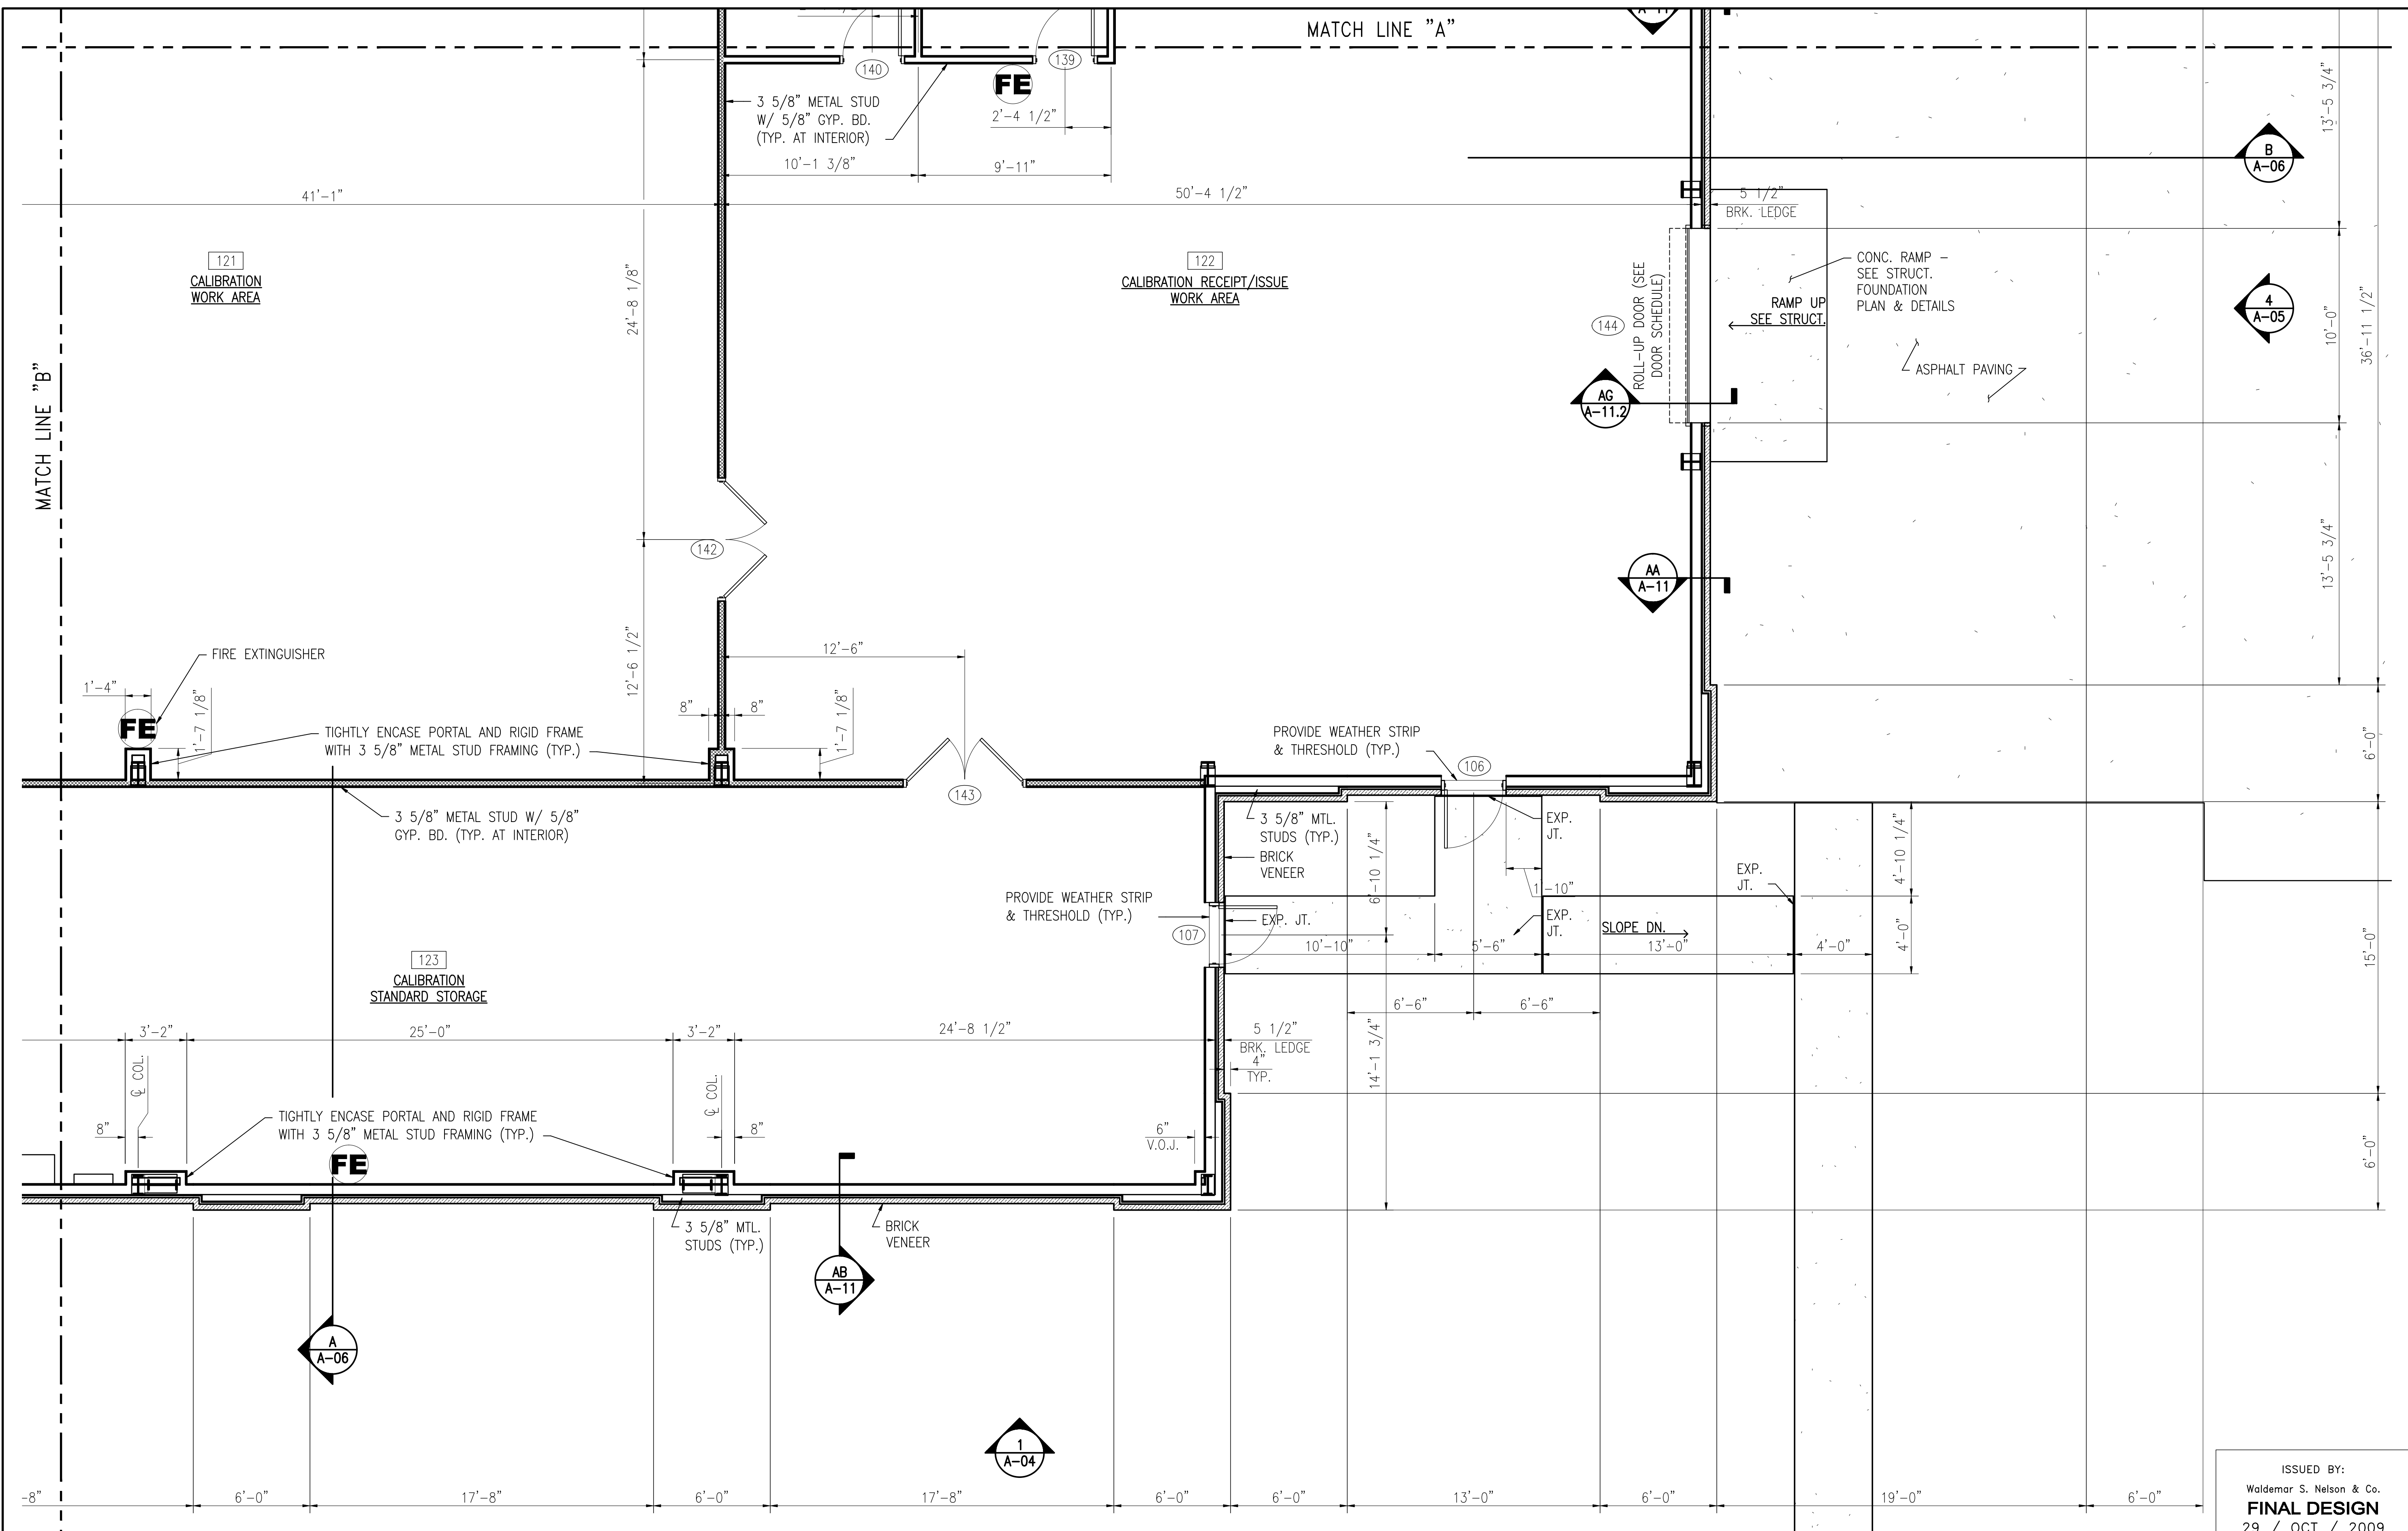 MATCH LINE "A"
A-11
140
139
FE
2'-4 1/2"
3 5/8" METAL STUD
W/ 5/8" GYP. BD.
(TYP. AT INTERIOR)
10'-1 3/8"
9'-11"
13'-5 3/4"
B
A-06
41'-1"
50'-4 1/2"
5 1/2"
BRK. LEDGE
121
CALIBRATION
WORK AREA
24'-8 1/8"
122
CALIBRATION RECEIPT/ISSUE
WORK AREA
ROLL-UP DOOR (SEE
DOOR SCHEDULE)
144
RAMP UP
SEE STRUCT.
CONC. RAMP -
SEE STRUCT.
FOUNDATION
PLAN & DETAILS
4
A-05
10'-0"
36'-11 1/2"
ASPHALT PAVING
MATCH LINE "B"
AG
A-11.2
142
AA
A-11
13'-5 3/4"
FIRE EXTINGUISHER
1'-4"
FE
1'-7 1/8"
12'-6 1/2"
12'-6"
8"
8"
1'-7 1/8"
TIGHTLY ENCASE PORTAL AND RIGID FRAME
WITH 3 5/8" METAL STUD FRAMING (TYP.)
PROVIDE WEATHER STRIP
& THRESHOLD (TYP.)
106
6'-0"
143
3 5/8" METAL STUD W/ 5/8"
GYP. BD. (TYP. AT INTERIOR)
3 5/8" MTL.
STUDS (TYP.)
BRICK
VENEER
6'-10 1/4"
EXP.
JT.
1'-10"
EXP.
JT.
4'-10 1/4"
PROVIDE WEATHER STRIP
& THRESHOLD (TYP.)
107
EXP. JT.
EXP.
JT.
SLOPE DN.
10'-10"
5'-6"
13'-0"
4'-0"
4'-0"
15'-0"
123
CALIBRATION
STANDARD STORAGE
6'-6"
6'-6"
3'-2"
25'-0"
3'-2"
24'-8 1/2"
5 1/2"
BRK. LEDGE
4"
TYP.
14'-1 3/4"
℄ COL.
℄ COL.
TIGHTLY ENCASE PORTAL AND RIGID FRAME
WITH 3 5/8" METAL STUD FRAMING (TYP.)
8"
8"
6"
V.O.J.
FE
6'-0"
3 5/8" MTL.
STUDS (TYP.)
BRICK
VENEER
AB
A-11
A
A-06
1
A-04
-8"
6'-0"
17'-8"
6'-0"
17'-8"
6'-0"
6'-0"
13'-0"
6'-0"
19'-0"
6'-0"
ISSUED BY:
Waldemar S. Nelson & Co.
FINAL DESIGN
29 / OCT / 2009